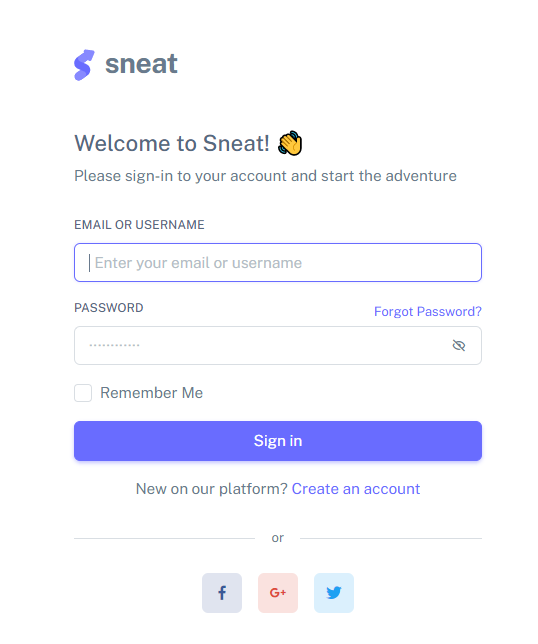 sneat
Welcome to Sneat! 👋
Please sign-in to your account and start the adventure
EMAIL OR USERNAME
Enter your email or username
PASSWORD
Forgot Password?
············
Remember Me
Sign in
New on our platform? Create an account
or
f
G+